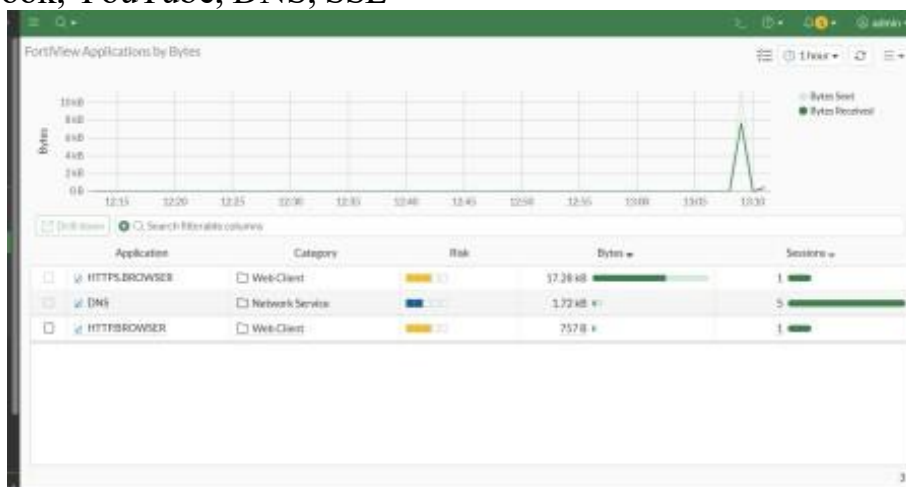 ook, YouTube, DNS, SSL
admin
FortiView Applications by Bytes
1 hour
10 kB
8 kB
6 kB
4 kB
2 kB
0 B
Bytes
Bytes Sent
Bytes Received
12:15 12:20 12:25 12:30 12:35 12:40 12:45 12:50 12:55 13:00 13:05 13:10
Drill down Search filterable columns
Application Category Risk Bytes Sessions
HTTPS.BROWSER Web Client 17.28 kB 1
DNS Network Service 1.72 kB 5
HTTP.BROWSER Web Client 757 B 1
3